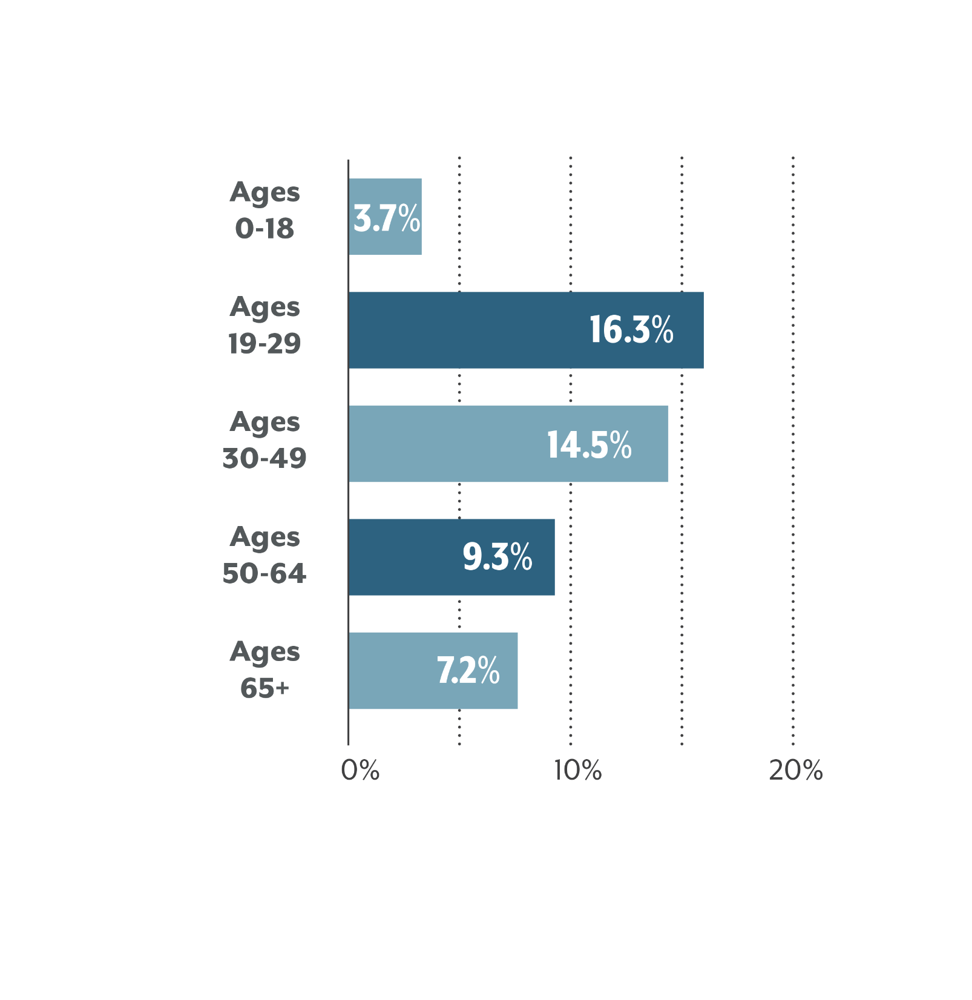 Ages
0-18
3.7%
Ages
19-29
16.3%
Ages
30-49
14.5%
Ages
50-64
9.3%
Ages
65+
7.2%
0% 10% 20%